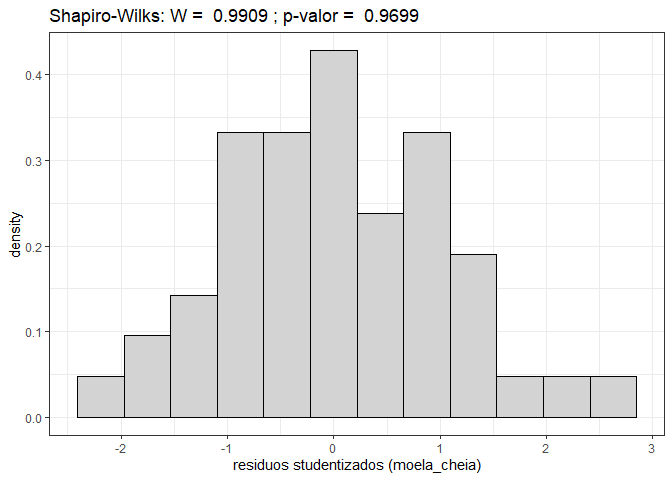 Shapiro-Wilks: W =  0.9909 ; p-valor =  0.9699
density
0.4
0.3
0.2
0.1
0.0
-2 -1 0 1 2 3
residuos studentizados (moela_cheia)